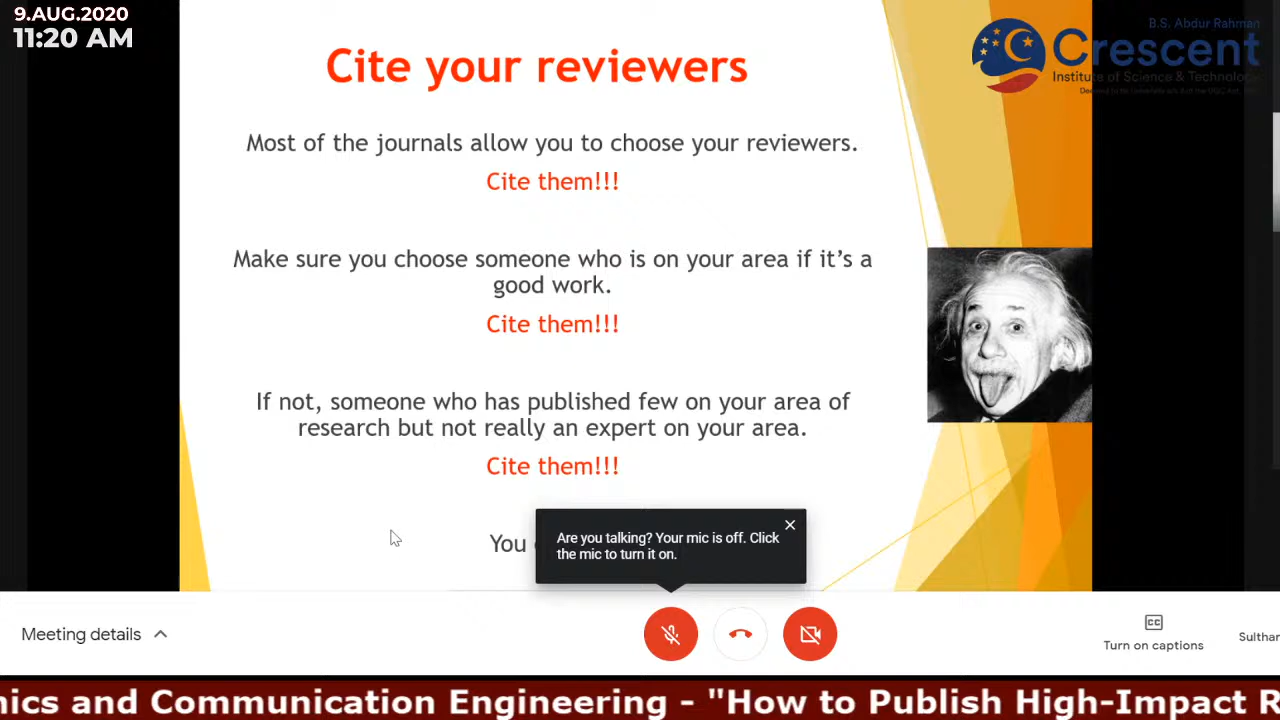 9.AUG.2020
11:20 AM
B.S. Abdur Rahman
Crescent
Institute of Science & Technology
Cite your reviewers
Most of the journals allow you to choose your reviewers.
Cite them!!!
Make sure you choose someone who is on your area if it's a
good work.
Cite them!!!
If not, someone who has published few on your area of
research but not really an expert on your area.
Cite them!!!
You
Are you talking? Your mic is off. Click
the mic to turn it on.
Meeting details
CC
Turn on captions
Sulthar
nics and Communication Engineering - "How to Publish High-Impact R